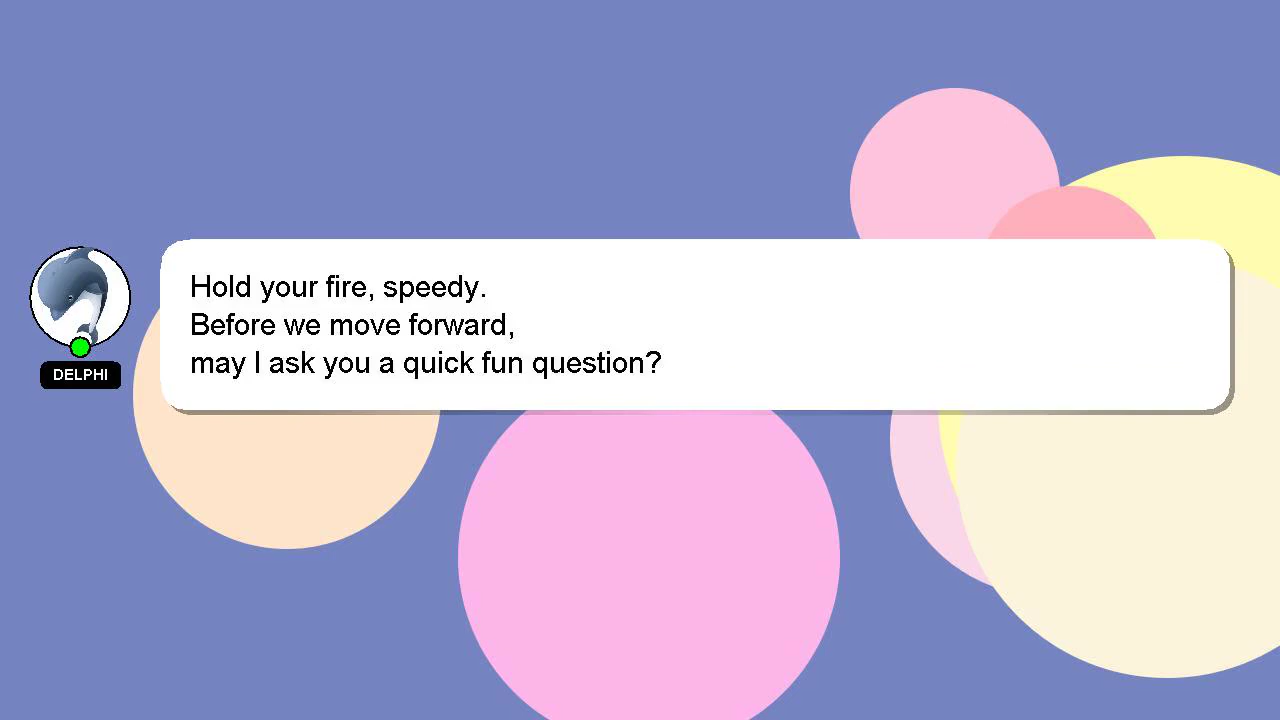 Hold your fire, speedy.
Before we move forward,
may I ask you a quick fun question?
DELPHI